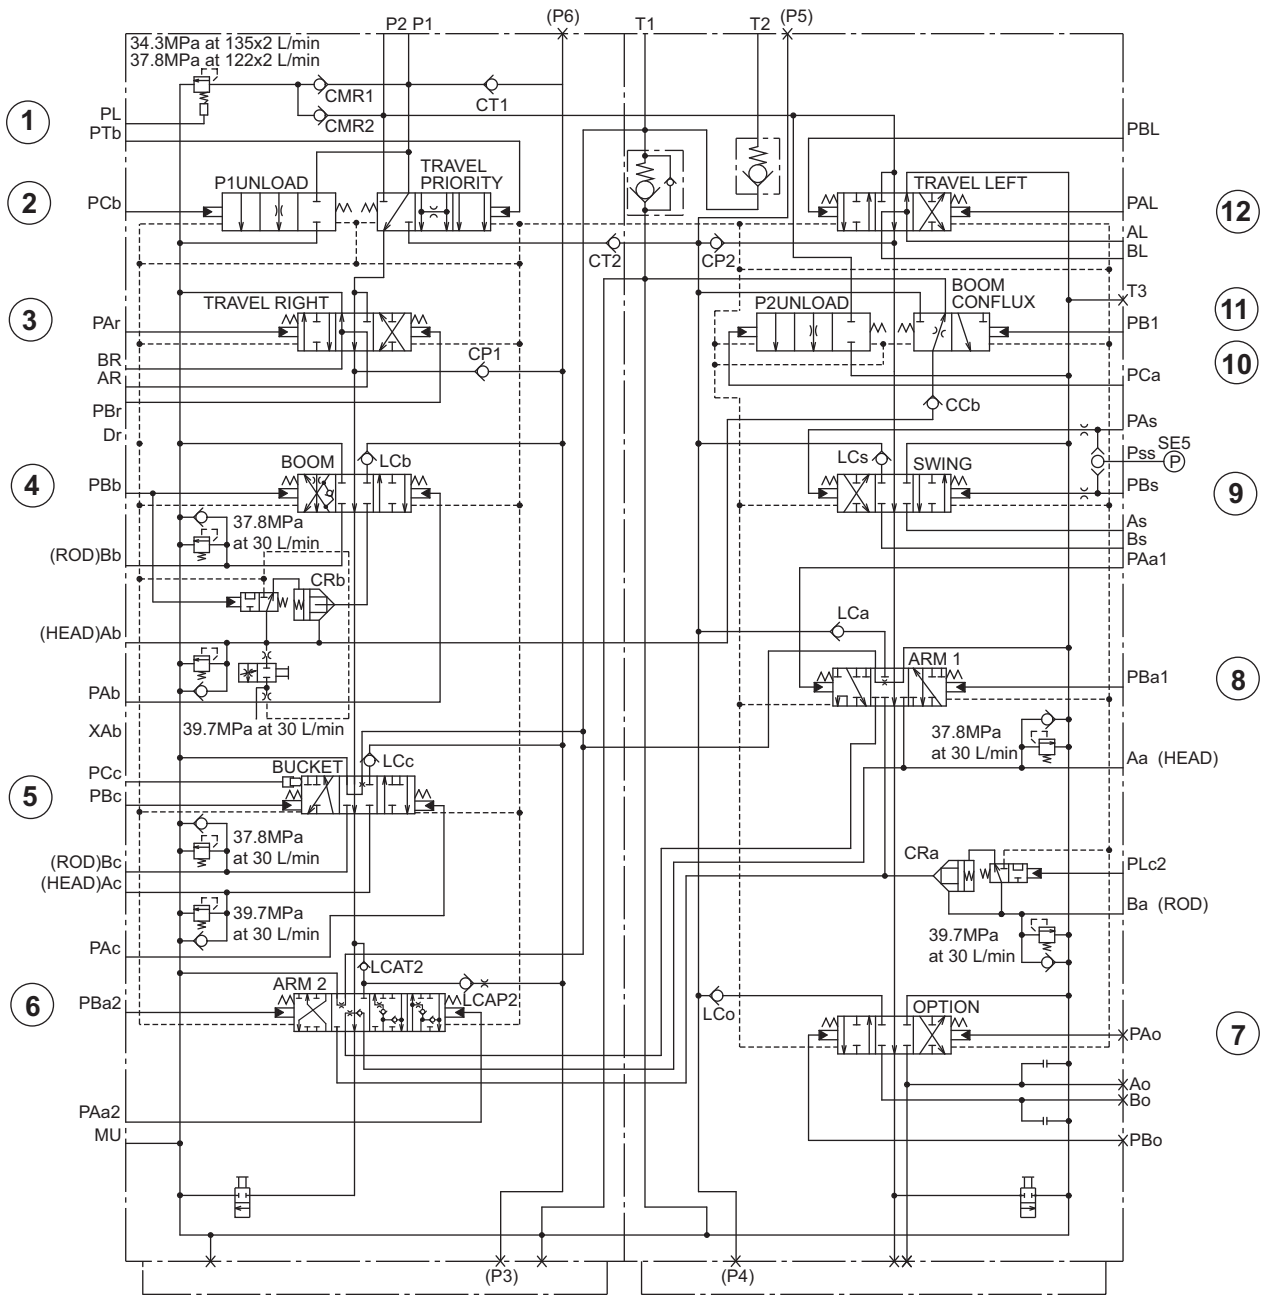 (P6)
P2 P1
T1
T2
(P5)
34.3MPa at 135x2 L/min
37.8MPa at 122x2 L/min
CMR1
CT1
1
PL
CMR2
PTb
PBL
P1UNLOAD
TRAVEL
PRIORITY
TRAVEL LEFT
2
PCb
PAL
12
AL
BL
CT2
CP2
T3
TRAVEL RIGHT
P2UNLOAD
BOOM
CONFLUX
3
PAr
PB1
11
BR
AR
CP1
10
PCa
PBr
CCb
Dr
PAs
SE5
BOOM
LCb
LCs
SWING
Pss
P
4
PBb
PBs
9
37.8MPa
at 30 L/min
As
Bs
(ROD)Bb
PAa1
CRb
LCa
(HEAD)Ab
ARM 1
PAb
PBa1
8
39.7MPa at 30 L/min
XAb
37.8MPa
at 30 L/min
Aa (HEAD)
BUCKET
LCc
PCc
5
PBc
37.8MPa
at 30 L/min
(ROD)Bc
(HEAD)Ac
CRa
PLc2
39.7MPa
at 30 L/min
Ba (ROD)
PAc
39.7MPa
at 30 L/min
LCAT2
ARM 2
LCAP2
6
PBa2
LCo
OPTION
PAo
7
Ao
Bo
PAa2
MU
PBo
(P3)
(P4)